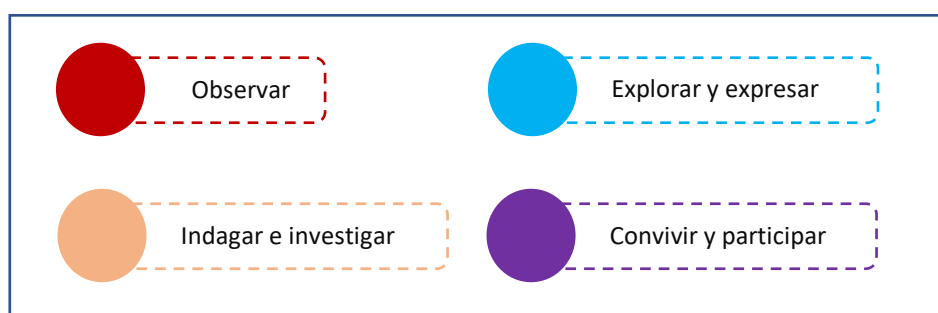 Observar
Explorar y expresar
Indagar e investigar
Convivir y participar